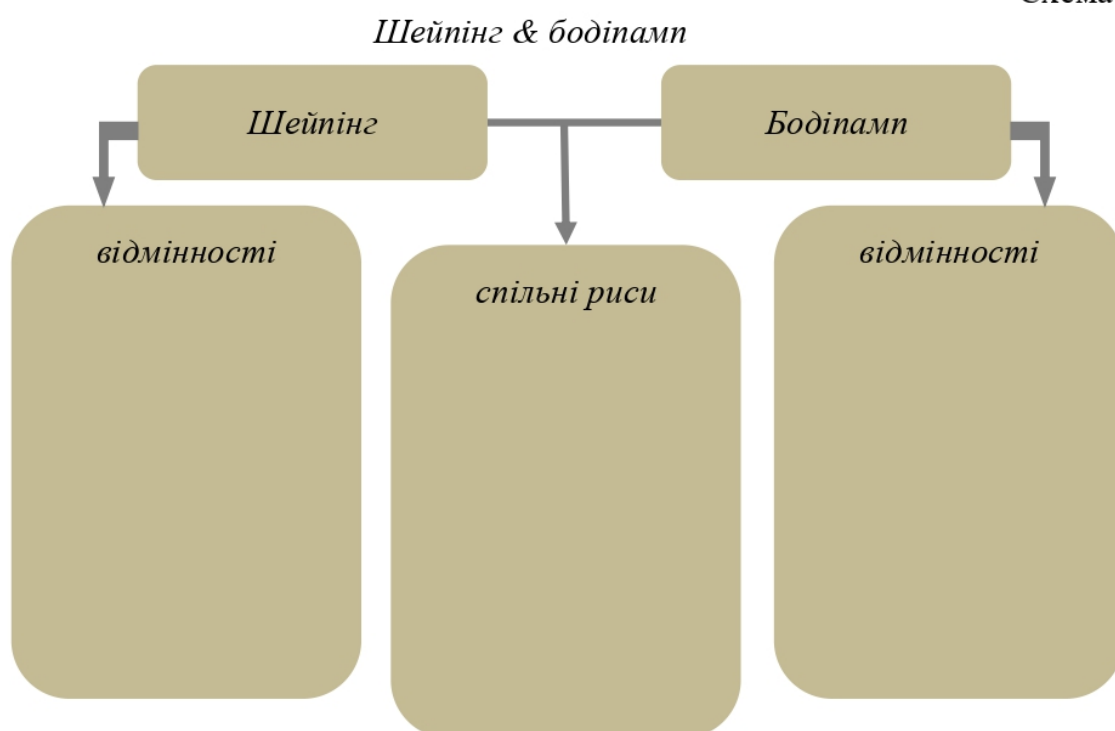 Шейпінг & бодіпамп
Шейпінг
Бодіпамп
відмінності
спільні риси
відмінності